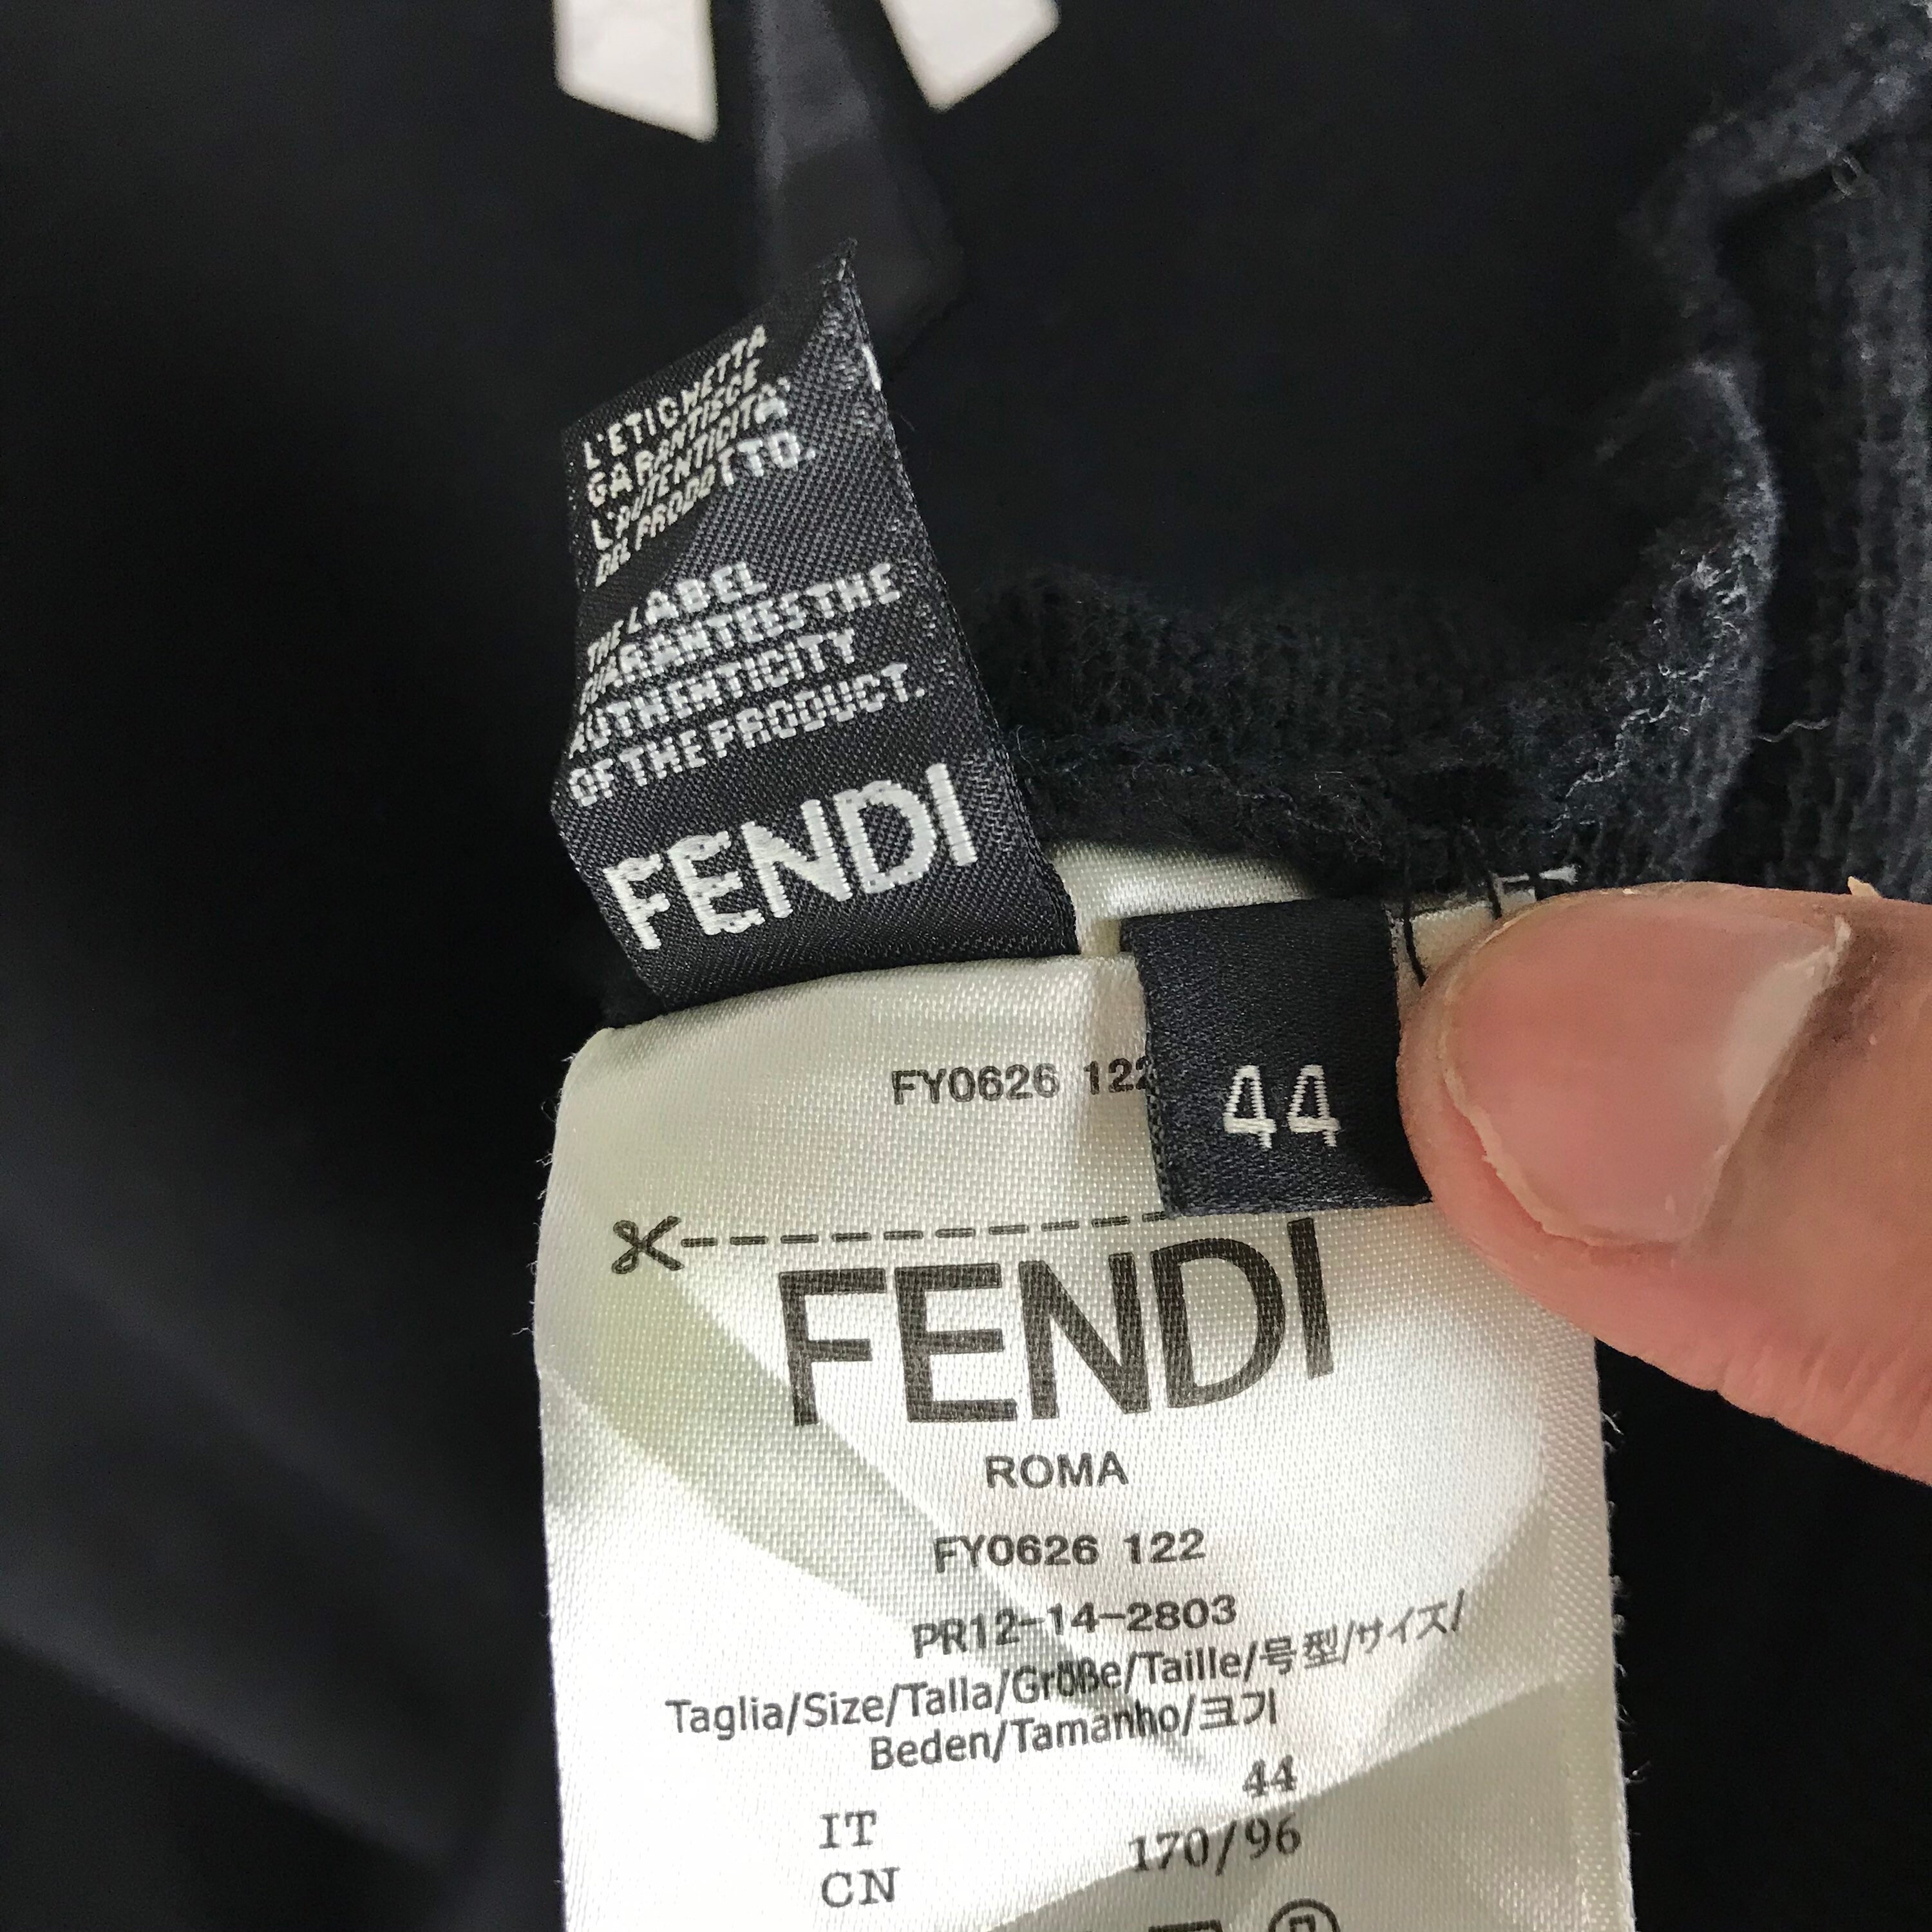 L'ETICHETTA
GARANTISCE
L'AUTENTICITA'
DEL PRODOTTO.
THE LABEL
GUARANTEES THE
AUTHENTICITY
OF THE PRODUCT.
FENDI
FY0626 122
44
FENDI
ROMA
FY0626 122
PR12-14-2803
Taglia/Size/Talla/Größe/Taille/号型/サイズ/
Beden/Tamanho/크기
IT 44
CN 170/96